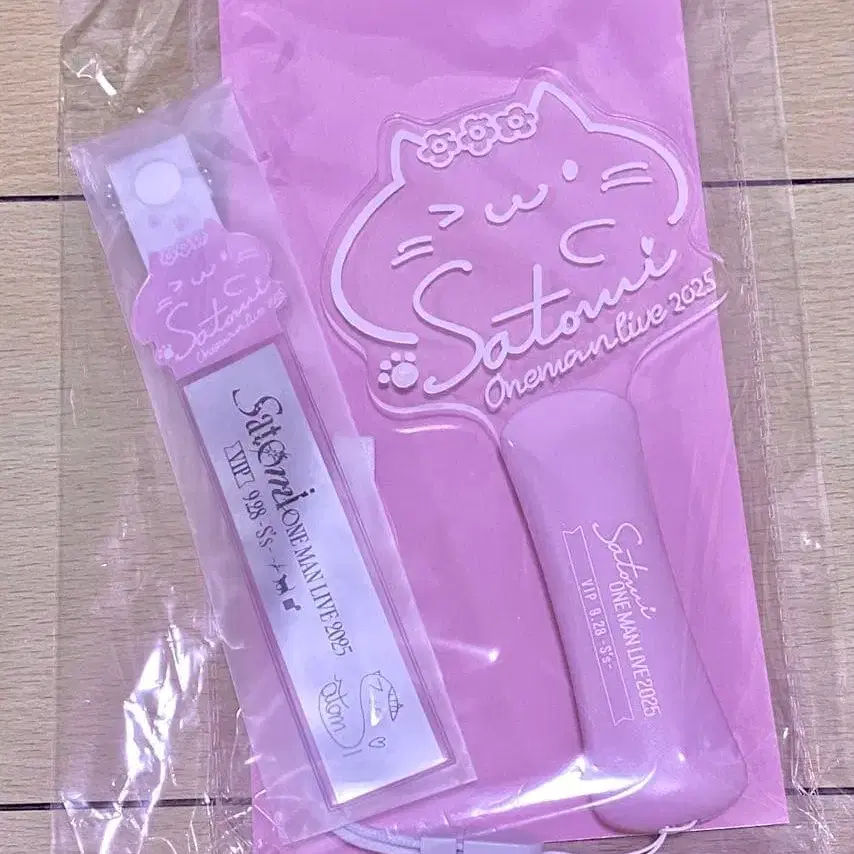 Satomi
Onemanlive 2025
Satomi
Onemanlive
Satomi ONE MAN LIVE 2025
VIP 9.28 -S's-
Satomi
ONE MAN LIVE 2025
VIP 9.28 -S's-